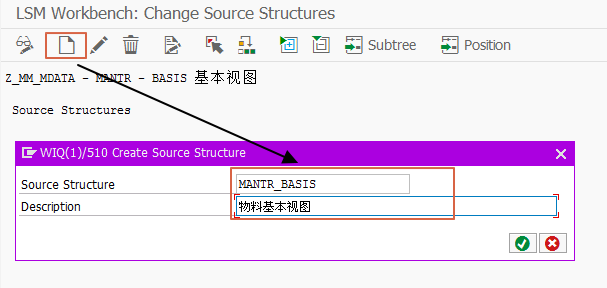 LSM Workbench: Change Source Structures
Subtree Position
Z_MM_MDATA - MANTR - BASIS 基本视图
Source Structures
WIQ(1)/510 Create Source Structure
Source Structure MANTR_BASIS
Description 物料基本视图